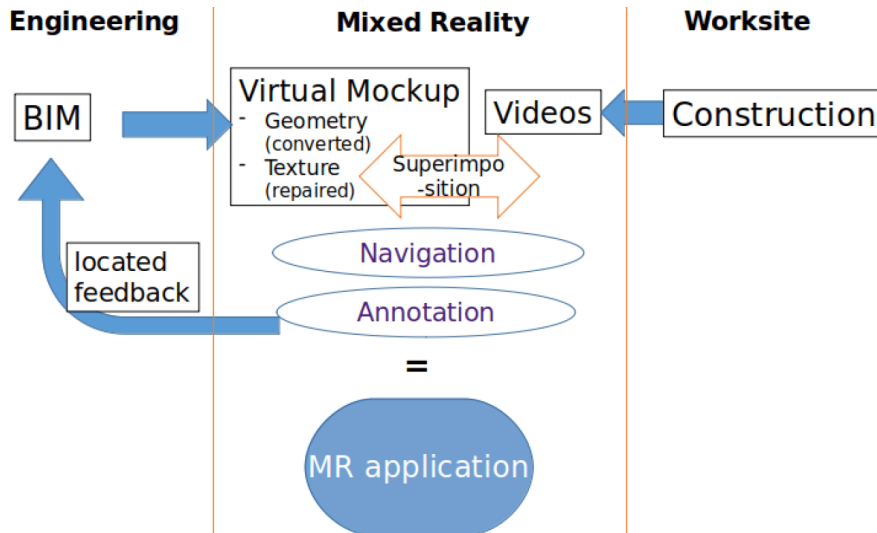 Engineering
Mixed Reality
Worksite
BIM
Virtual Mockup
- Geometry
(converted)
- Texture
(repaired)
Videos
Construction
Superimpo
-sition
Navigation
located
feedback
Annotation
=
MR application